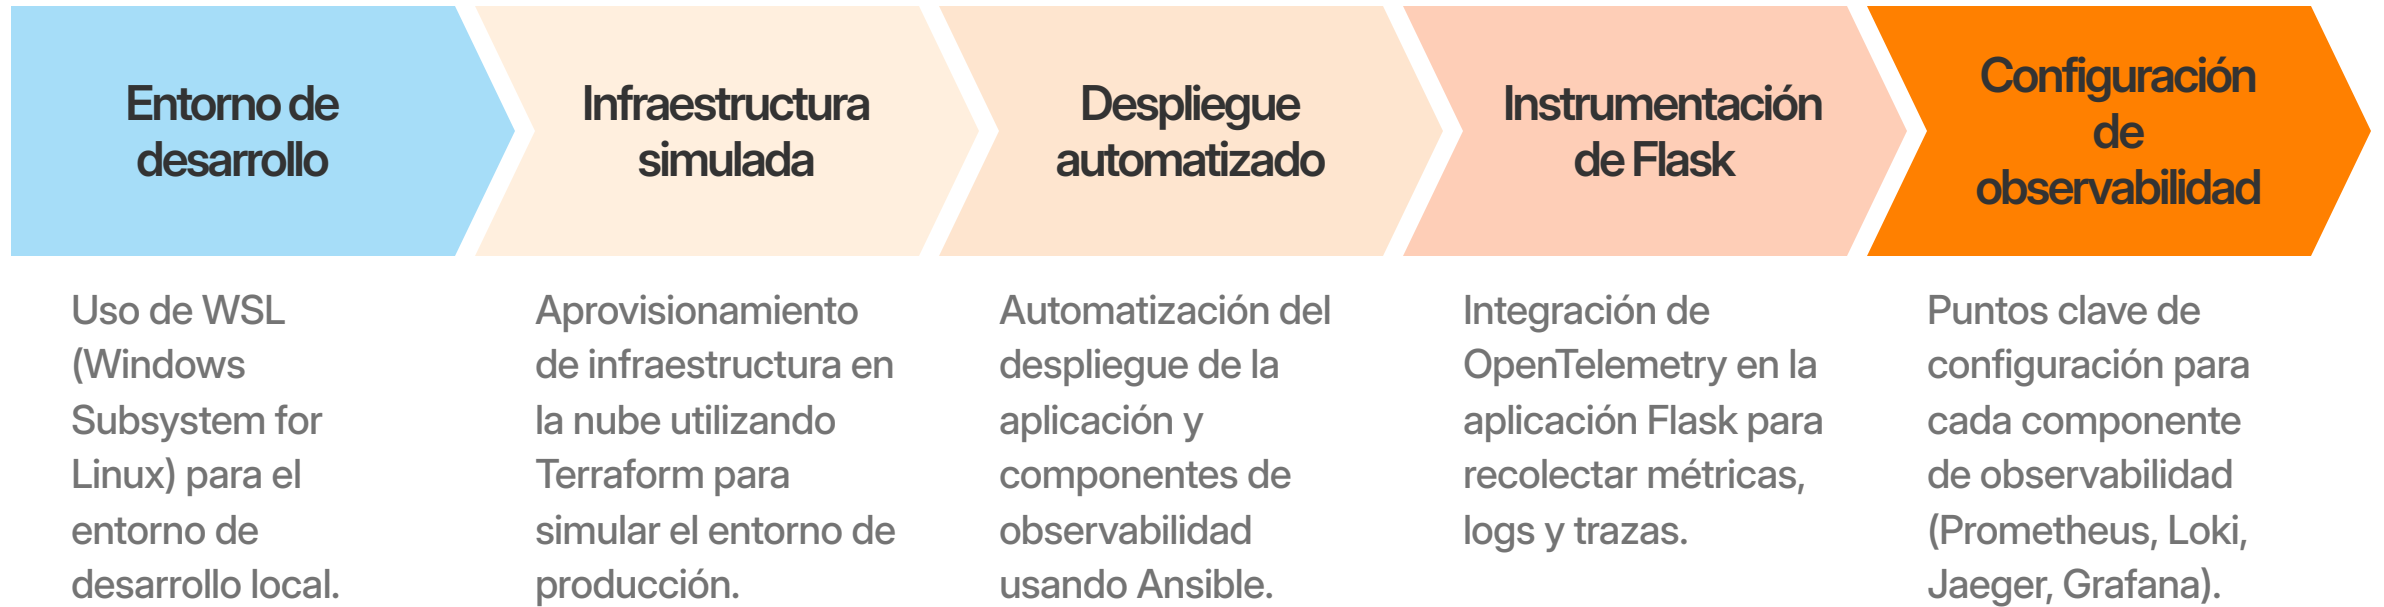 Entorno de
desarrollo
Infraestructura
simulada
Despliegue
automatizado
Instrumentación
de Flask
Configuración
de
observabilidad
Uso de WSL
(Windows
Subsystem for
Linux) para el
entorno de
desarrollo local.
Aprovisionamiento
de infraestructura en
la nube utilizando
Terraform para
simular el entorno de
producción.
Automatización del
despliegue de la
aplicación y
componentes de
observabilidad
usando Ansible.
Integración de
OpenTelemetry en la
aplicación Flask para
recolectar métricas,
logs y trazas.
Puntos clave de
configuración para
cada componente
de observabilidad
(Prometheus, Loki,
Jaeger, Grafana).